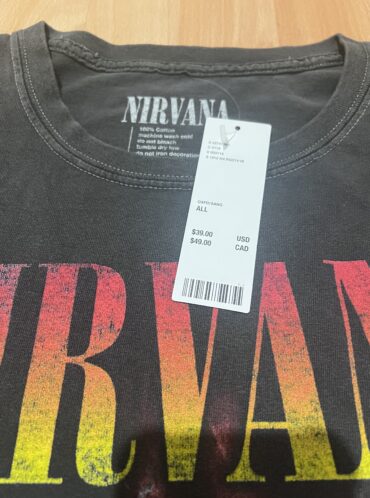 NIRVANA
100% Cotton
machine wash cold
do not bleach
tumble dry low
do not iron decoration
ALL
$39.00 USD
$49.00 CAD
IRVAN